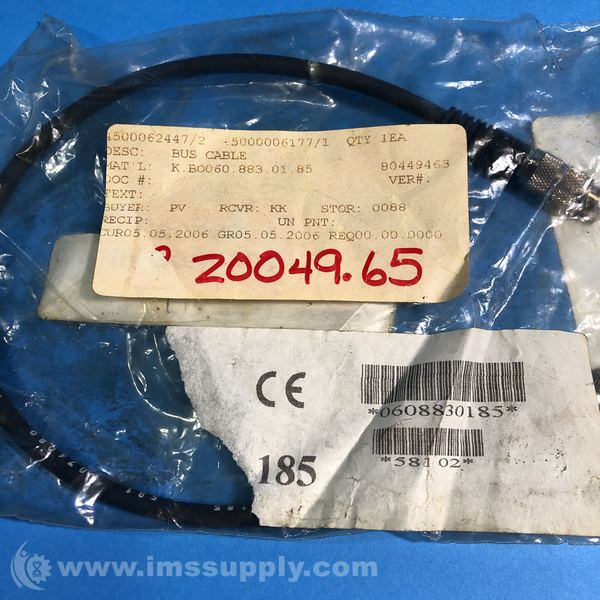 4500062447/2 5000006177/1 QTY 1EA
DESC: BUS CABLE
MAT'L: K.B0060.883.01.85 80449463
DOC #: VER#:
TEXT:
BUYER: PV RCVR: KK STOR: 0088
RECIP: UN PNT:
CUR05.05.2006 GR05.05.2006 REQ00.00.0000
20049.65
CE
*0608830185*
185
*58102*
www.imssupply.com